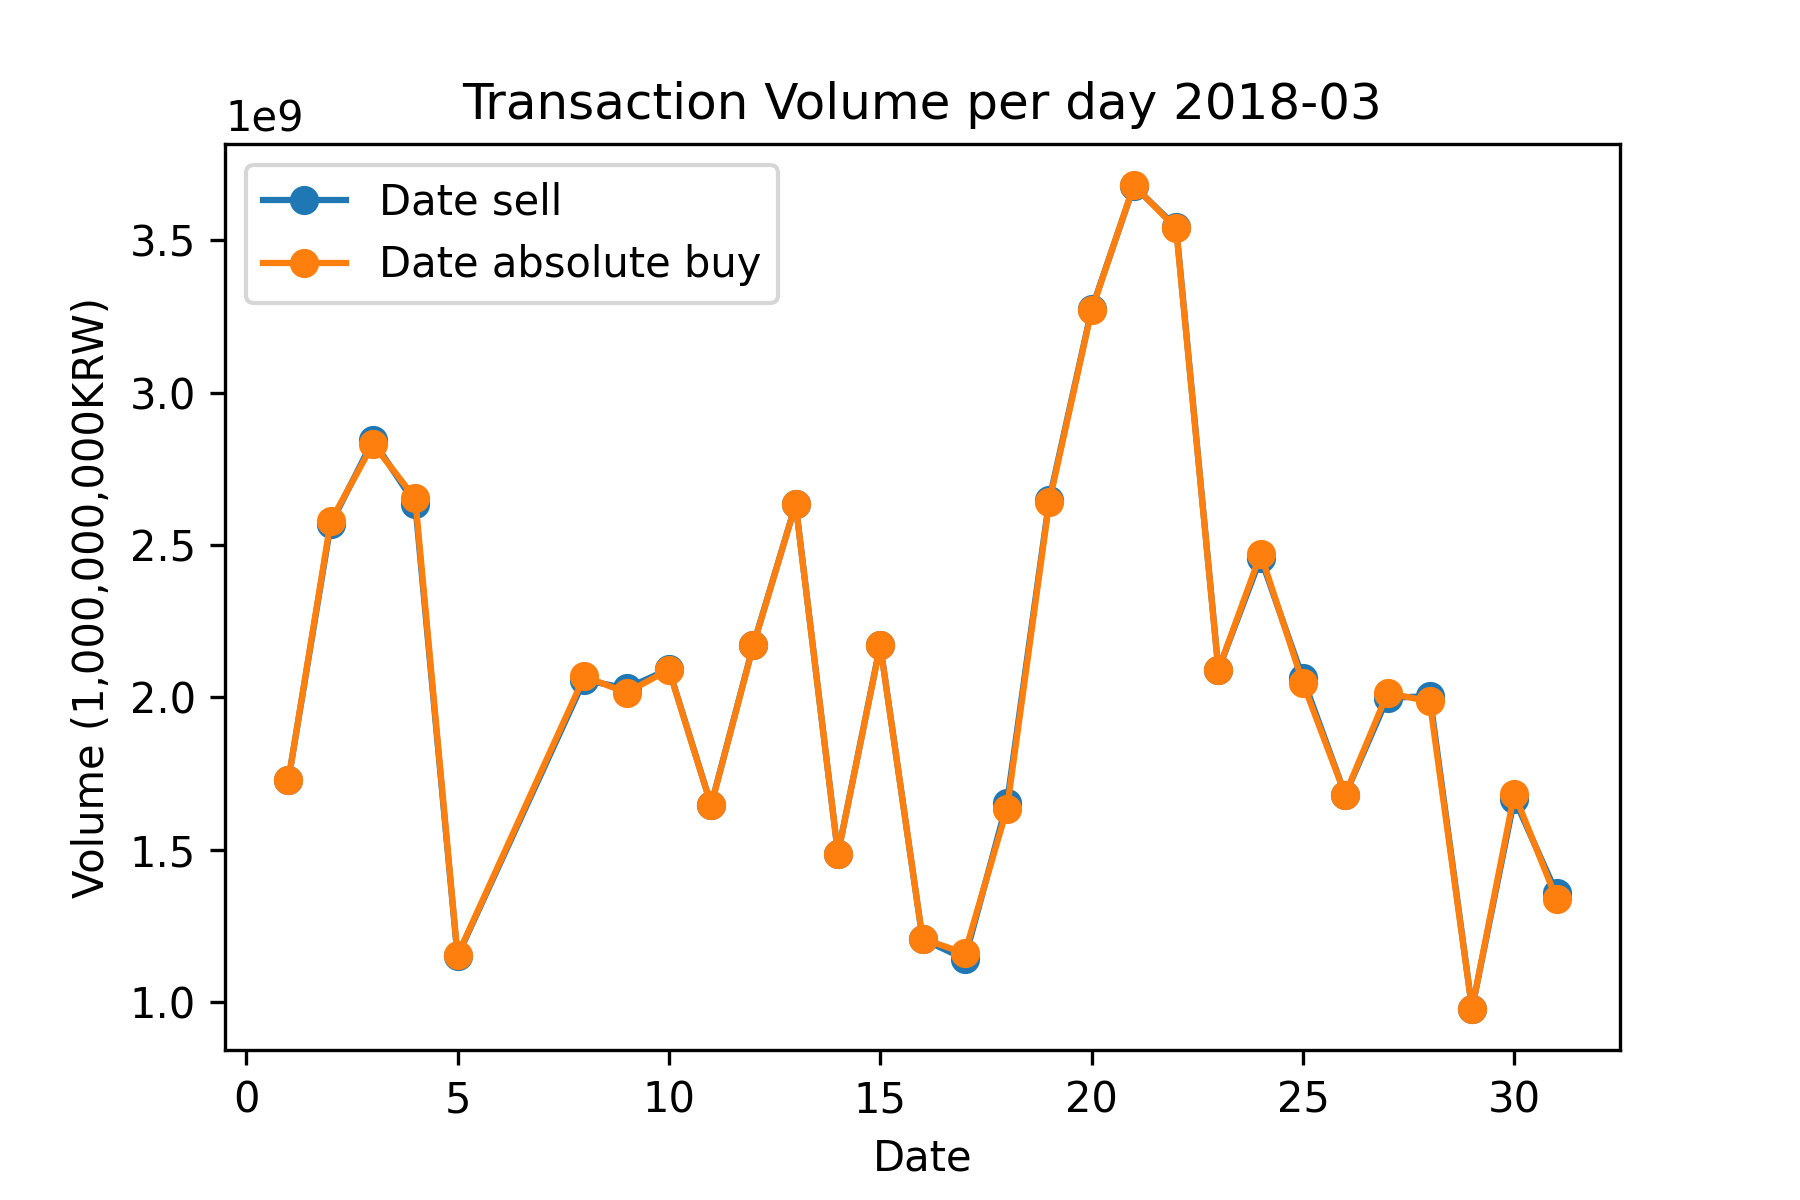 Transaction Volume per day 2018-03
1e9
Date sell
Date absolute buy
3.5
3.0
2.5
2.0
1.5
1.0
Volume (1,000,000,000KRW)
0 5 10 15 20 25 30
Date